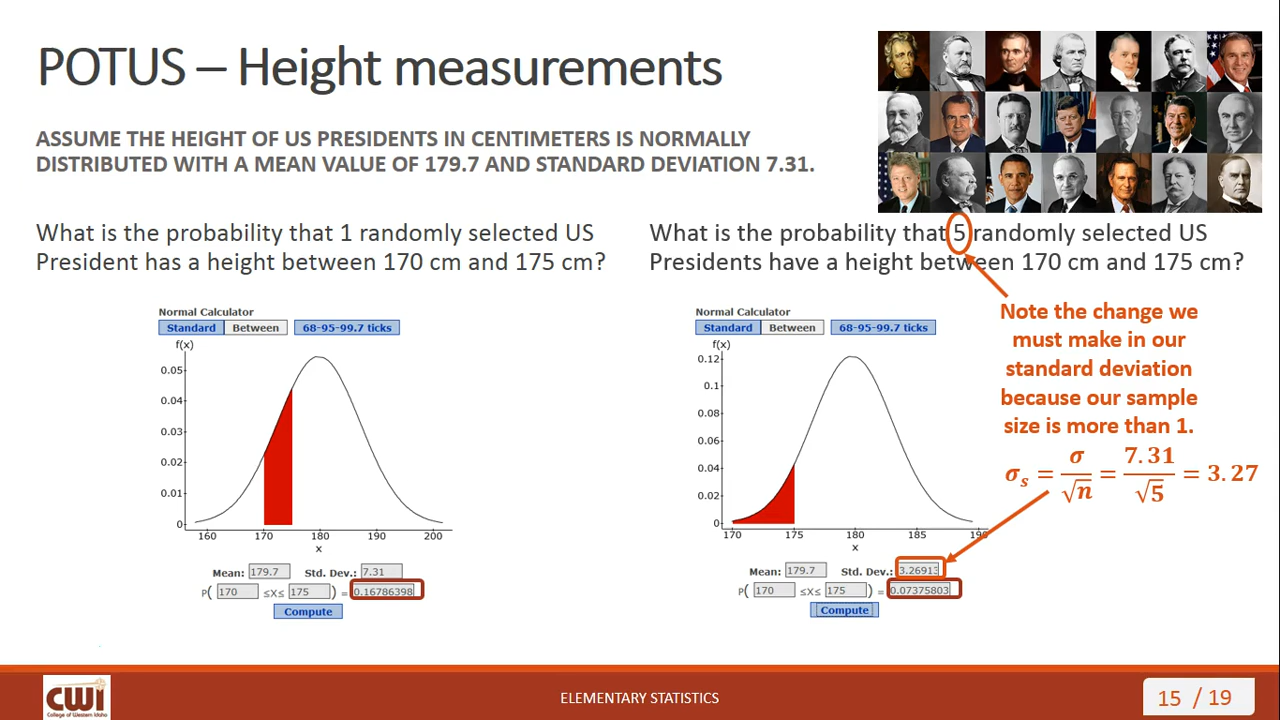 POTUS – Height measurements
ASSUME THE HEIGHT OF US PRESIDENTS IN CENTIMETERS IS NORMALLY
DISTRIBUTED WITH A MEAN VALUE OF 179.7 AND STANDARD DEVIATION 7.31.
What is the probability that 1 randomly selected US
President has a height between 170 cm and 175 cm?
Normal Calculator
Standard Between 68-95-99.7 ticks
f(x)
0.05
0.04
0.03
0.02
0.01
0
160 170 180 190 200
x
Mean: 179.7 Std. Dev.: 7.31
P( 170 ≤X≤ 175 ) = 0.16786398
Compute
What is the probability that 5 randomly selected US
Presidents have a height between 170 cm and 175 cm?
Normal Calculator
Standard Between 68-95-99.7 ticks
f(x)
0.12
0.1
0.08
0.06
0.04
0.02
0
170 175 180 185 190
x
Mean: 179.7 Std. Dev.: 3.26913
P( 170 ≤X≤ 175 ) = 0.07375803
Compute
Note the change we
must make in our
standard deviation
because our sample
size is more than 1.
σₛ = σ/√n = 7.31/√5 = 3.27
CWI
College of Western Idaho
ELEMENTARY STATISTICS
15 / 19